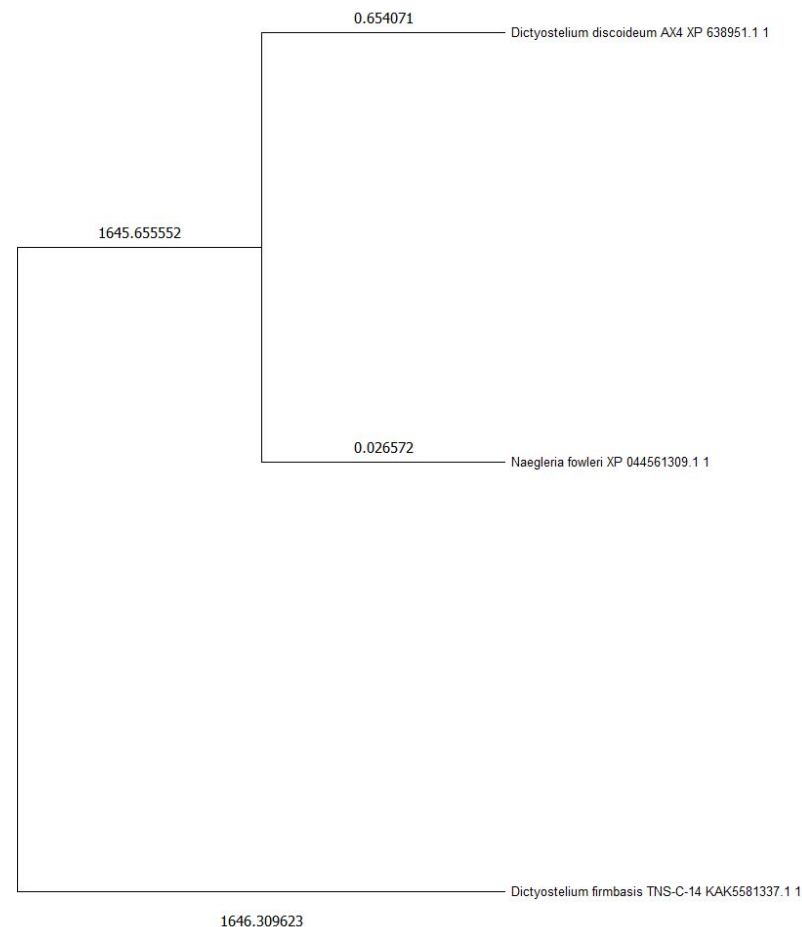 0.654071
Dictyostelium discoideum AX4 XP 638951.1 1
1645.655552
0.026572
Naegleria fowleri XP 044561309.1 1
Dictyostelium firmbasis TNS-C-14 KAK5581337.1 1
1646.309623